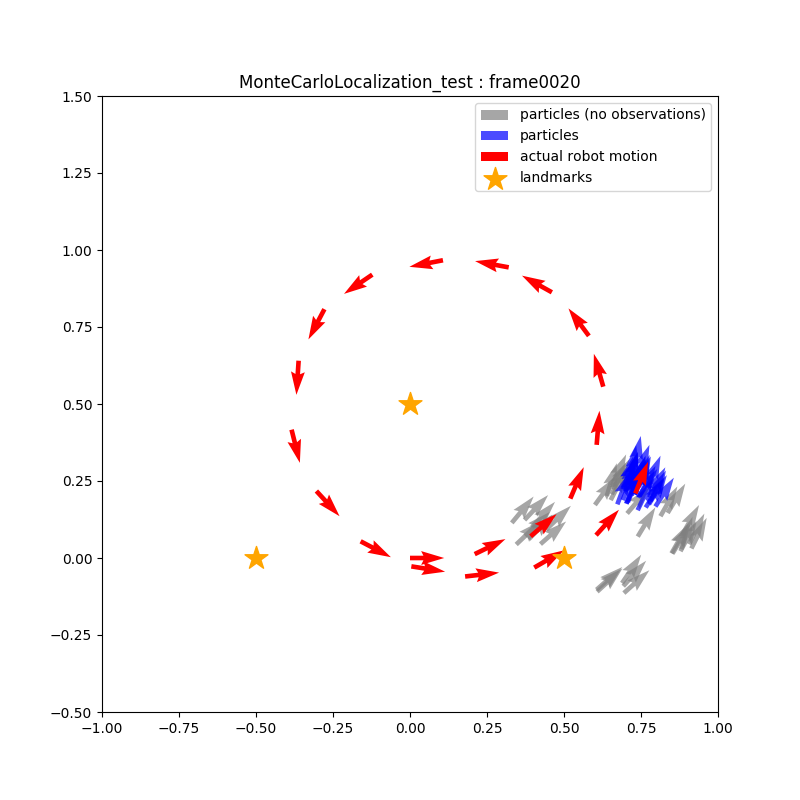 MonteCarloLocalization_test : frame0020
1.50
1.25
1.00
0.75
0.50
0.25
0.00
−0.25
−0.50
particles (no observations)
particles
actual robot motion
landmarks
−1.00 −0.75 −0.50 −0.25 0.00 0.25 0.50 0.75 1.00